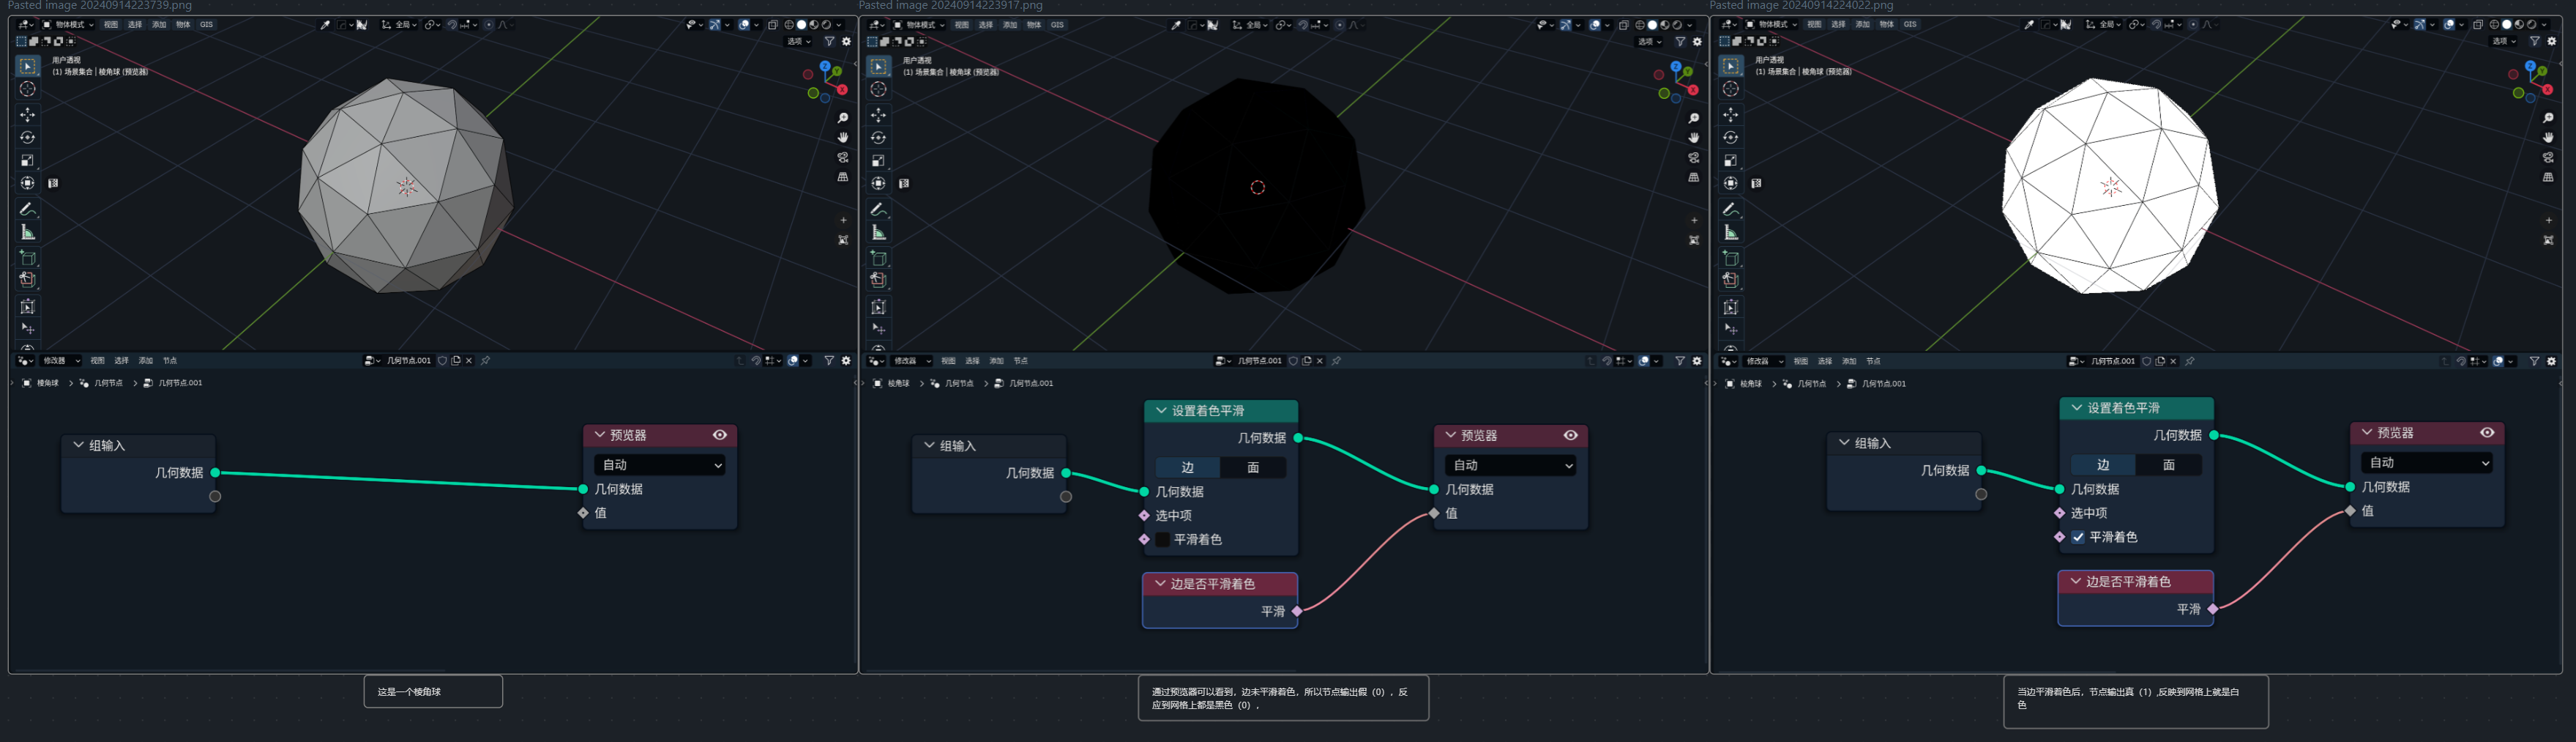 Pasted image 20240914223739.png
物体模式 视图 选择 添加 物体 GIS
全局
选项
用户透视
(1) 场景集合 | 棱角球 (预览器)
Z
Y
X
修改器 视图 选择 添加 节点
几何节点.001
棱角球 > 几何节点 > 几何节点.001
组输入
几何数据
预览器
自动
几何数据
值
这是一个棱角球
Pasted image 20240914223917.png
物体模式 视图 选择 添加 物体 GIS
全局
选项
用户透视
(1) 场景集合 | 棱角球 (预览器)
Z
Y
X
修改器 视图 选择 添加 节点
几何节点.001
棱角球 > 几何节点 > 几何节点.001
组输入
几何数据
设置着色平滑
几何数据
边 面
几何数据
选中项
平滑着色
边是否平滑着色
平滑
预览器
自动
几何数据
值
通过预览器可以看到，边未平滑着色，所以节点输出假（0），反
应到网格上都是黑色（0）.
Pasted image 20240914224022.png
物体模式 视图 选择 添加 物体 GIS
全局
选项
用户透视
(1) 场景集合 | 棱角球 (预览器)
Z
Y
X
修改器 视图 选择 添加 节点
几何节点.001
棱角球 > 几何节点 > 几何节点.001
组输入
几何数据
设置着色平滑
几何数据
边 面
几何数据
选中项
平滑着色
边是否平滑着色
平滑
预览器
自动
几何数据
值
当边平滑着色后，节点输出真（1）,反映到网格上就是白
色